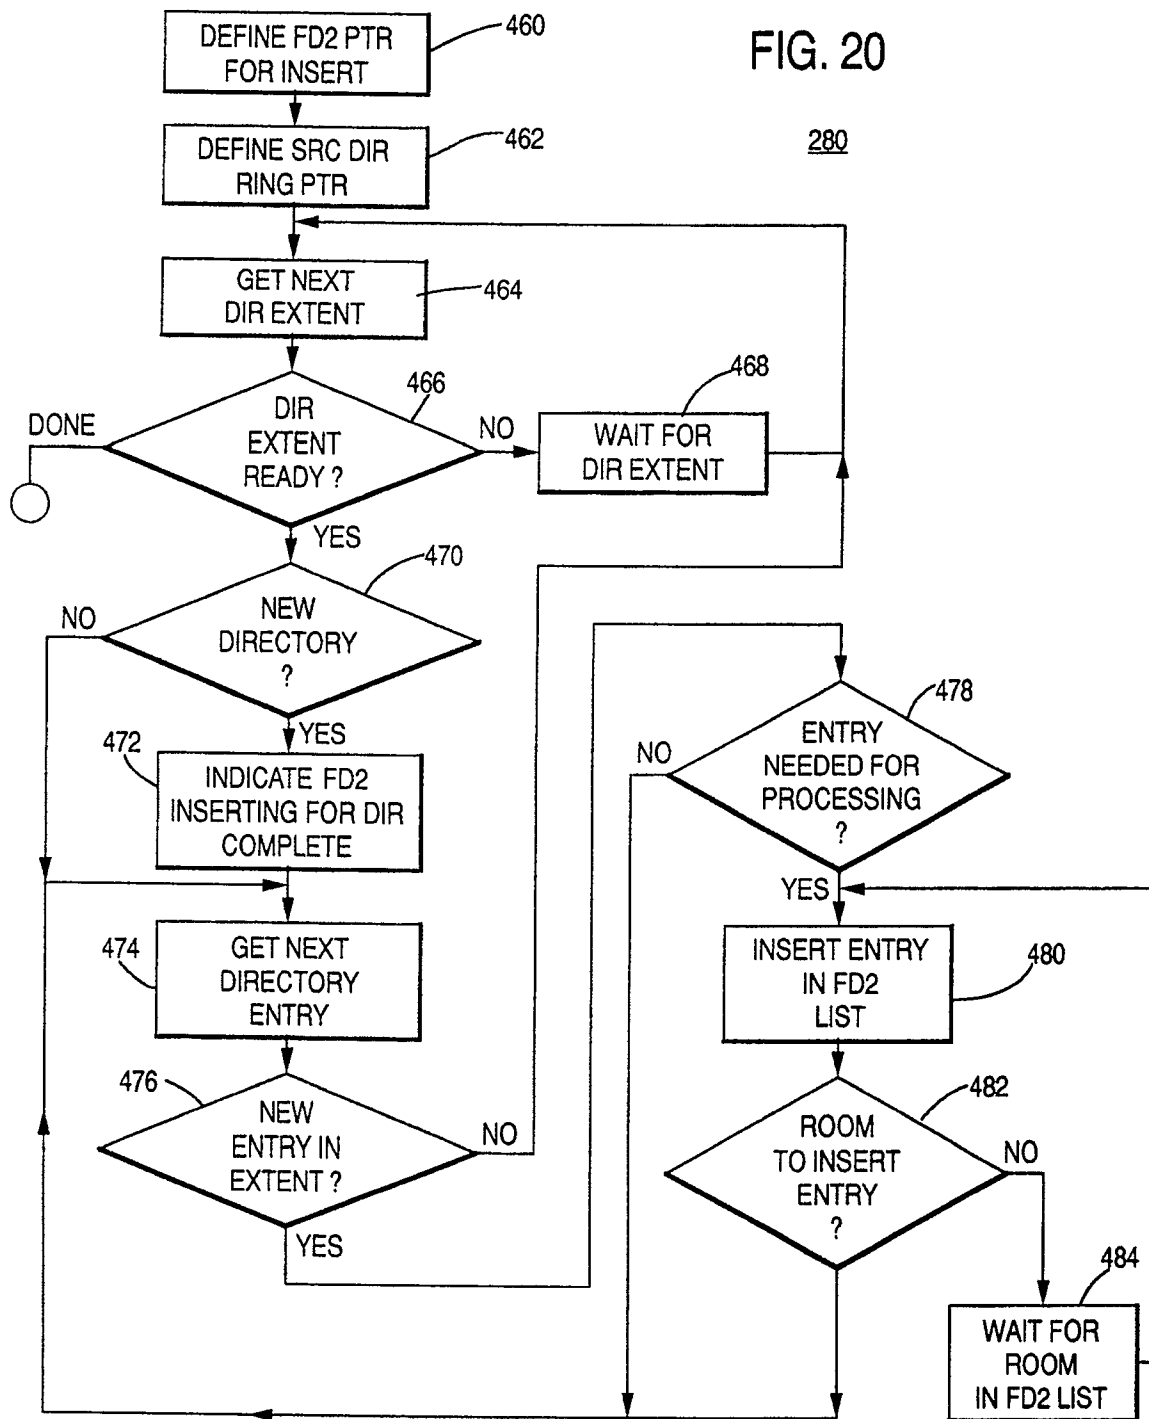 DEFINE FD2 PTR
FOR INSERT
460
FIG. 20
280
DEFINE SRC DIR
RING PTR
462
GET NEXT
DIR EXTENT
464
DIR
EXTENT
READY ?
466
DONE
NO
YES
WAIT FOR
DIR EXTENT
468
NEW
DIRECTORY
?
470
NO
YES
INDICATE FD2
INSERTING FOR DIR
COMPLETE
472
GET NEXT
DIRECTORY
ENTRY
474
NEW
ENTRY IN
EXTENT ?
476
NO
YES
ENTRY
NEEDED FOR
PROCESSING
?
478
NO
YES
INSERT ENTRY
IN FD2
LIST
480
ROOM
TO INSERT
ENTRY
?
482
NO
WAIT FOR
ROOM
IN FD2 LIST
484